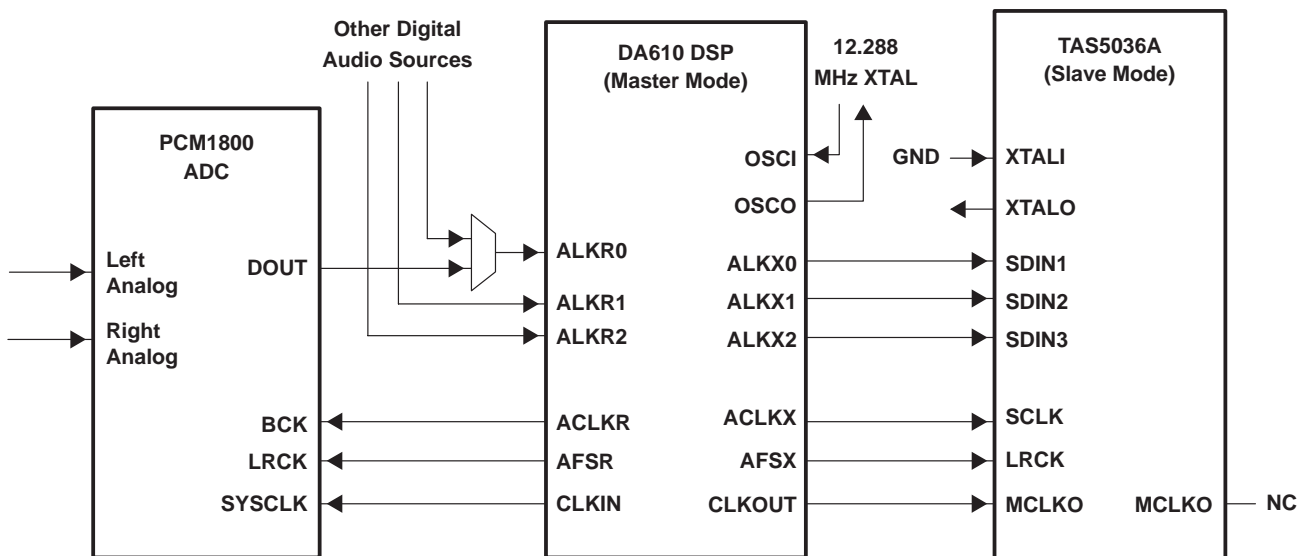 Other Digital
Audio Sources
PCM1800
ADC
Left
Analog
Right
Analog
DOUT
BCK
LRCK
SYSCLK
DA610 DSP
(Master Mode)
ALKR0
ALKR1
ALKR2
ACLKR
AFSR
CLKIN
OSCI
OSCO
ALKX0
ALKX1
ALKX2
ACLKX
AFSX
CLKOUT
12.288
MHz XTAL
GND
TAS5036A
(Slave Mode)
XTALI
XTALO
SDIN1
SDIN2
SDIN3
SCLK
LRCK
MCLKO
MCLKO
NC